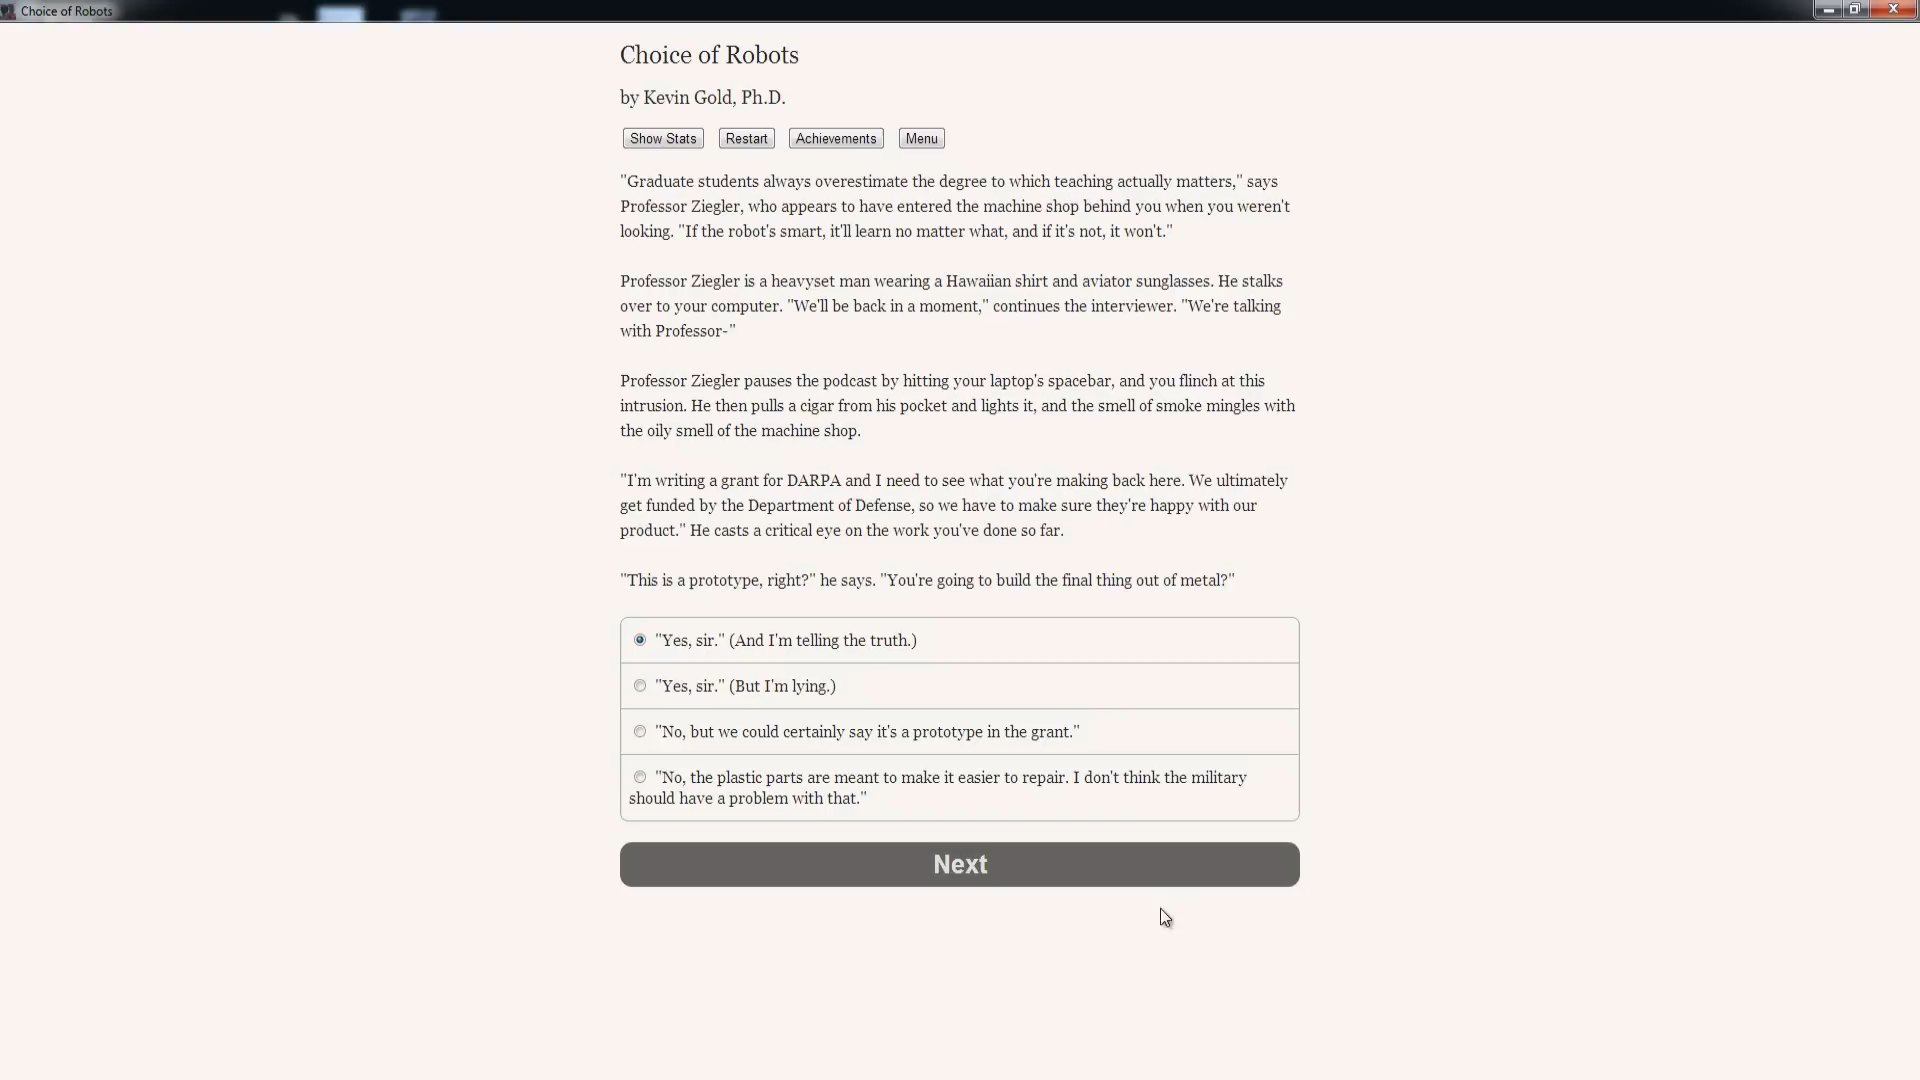 Choice of Robots
Choice of Robots
by Kevin Gold, Ph.D.
Show Stats Restart Achievements Menu
"Graduate students always overestimate the degree to which teaching actually matters," says
Professor Ziegler, who appears to have entered the machine shop behind you when you weren't
looking. "If the robot's smart, it'll learn no matter what, and if it's not, it won't."
Professor Ziegler is a heavyset man wearing a Hawaiian shirt and aviator sunglasses. He stalks
over to your computer. "We'll be back in a moment," continues the interviewer. "We're talking
with Professor-"
Professor Ziegler pauses the podcast by hitting your laptop's spacebar, and you flinch at this
intrusion. He then pulls a cigar from his pocket and lights it, and the smell of smoke mingles with
the oily smell of the machine shop.
"I'm writing a grant for DARPA and I need to see what you're making back here. We ultimately
get funded by the Department of Defense, so we have to make sure they're happy with our
product." He casts a critical eye on the work you've done so far.
"This is a prototype, right?" he says. "You're going to build the final thing out of metal?"
"Yes, sir." (And I'm telling the truth.)
"Yes, sir." (But I'm lying.)
"No, but we could certainly say it's a prototype in the grant."
"No, the plastic parts are meant to make it easier to repair. I don't think the military
should have a problem with that."
Next